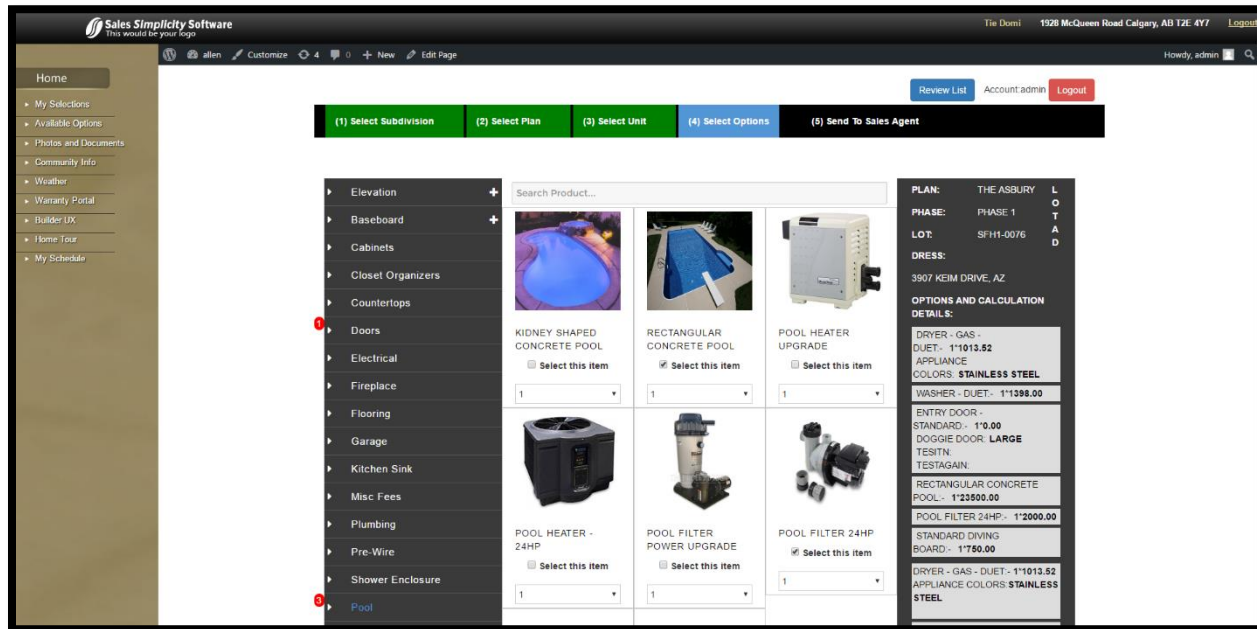 Sales Simplicity Software
This would be your logo
Tie Domi 1928 McQueen Road Calgary, AB T2E 4Y7 Logout
allen Customize 4 0 + New Edit Page
Howdy, admin
Home
My Selections
Available Options
Photos and Documents
Community Info
Weather
Warranty Portal
Builder UX
Home Tour
My Schedule
Review List Account:admin Logout
(1) Select Subdivision (2) Select Plan (3) Select Unit (4) Select Options (5) Send To Sales Agent
Elevation +
Baseboard +
Cabinets
Closet Organizers
Countertops
1
Doors
Electrical
Fireplace
Flooring
Garage
Kitchen Sink
Misc Fees
Plumbing
Pre-Wire
Shower Enclosure
3
Pool
Search Product...
KIDNEY SHAPED
CONCRETE POOL
Select this item
1
RECTANGULAR
CONCRETE POOL
Select this item
1
POOL HEATER
UPGRADE
Select this item
1
POOL HEATER -
24HP
Select this item
1
POOL FILTER
POWER UPGRADE
Select this item
1
POOL FILTER 24HP
Select this item
1
PLAN: THE ASBURY
PHASE: PHASE 1
LOT: SFH1-0076
L
O
T
A
D
DRESS:
3907 KEIM DRIVE, AZ
OPTIONS AND CALCULATION
DETAILS:
DRYER - GAS -
DUET:- 1*1013.52
APPLIANCE
COLORS: STAINLESS STEEL
WASHER - DUET:- 1*1398.00
ENTRY DOOR -
STANDARD:- 1*0.00
DOGGIE DOOR: LARGE
TESITN:
TESTAGAIN:
RECTANGULAR CONCRETE
POOL:- 1*23500.00
POOL FILTER 24HP:- 1*2000.00
STANDARD DIVING
BOARD:- 1*750.00
DRYER - GAS - DUET:- 1*1013.52
APPLIANCE COLORS:STAINLESS
STEEL